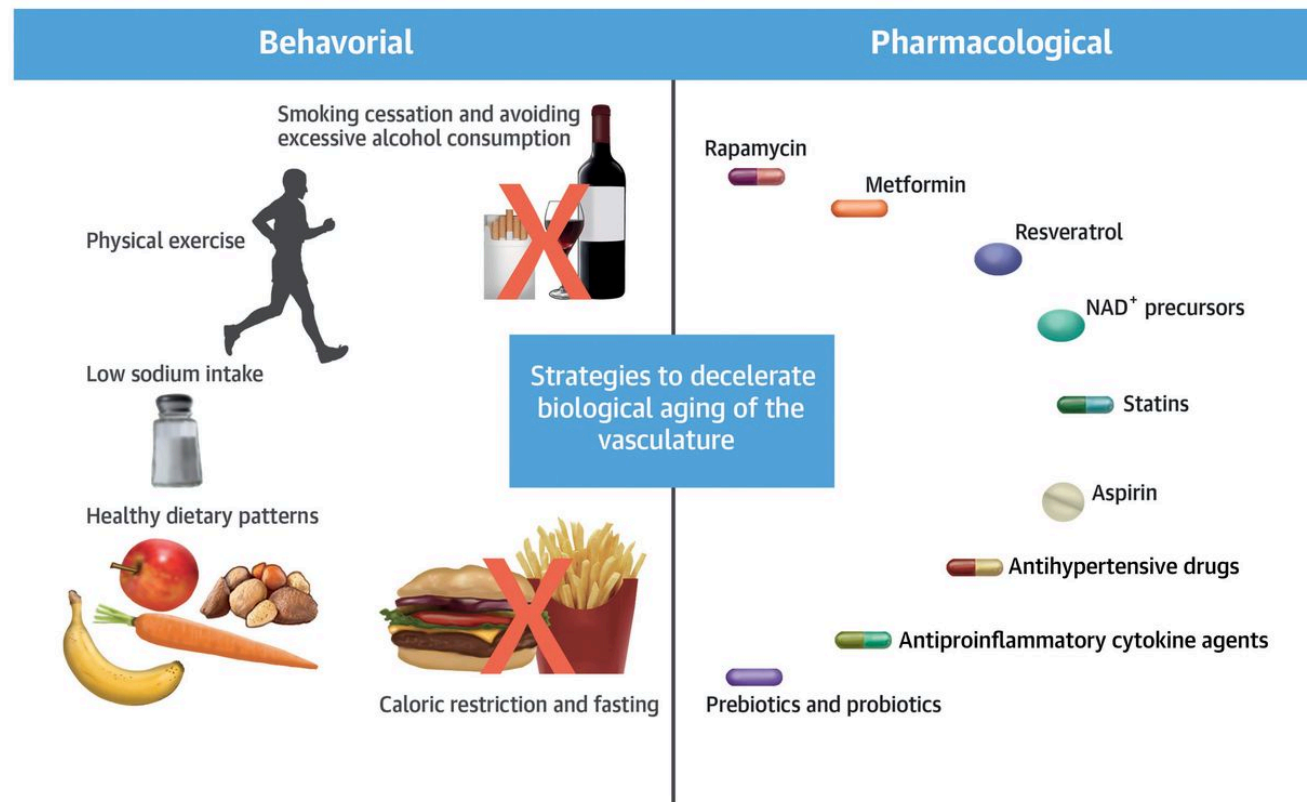 Behavorial
Pharmacological
Smoking cessation and avoiding
excessive alcohol consumption
Physical exercise
Low sodium intake
Healthy dietary patterns
Caloric restriction and fasting
Strategies to decelerate
biological aging of the
vasculature
Rapamycin
Metformin
Resveratrol
NAD⁺ precursors
Statins
Aspirin
Antihypertensive drugs
Antiproinflammatory cytokine agents
Prebiotics and probiotics